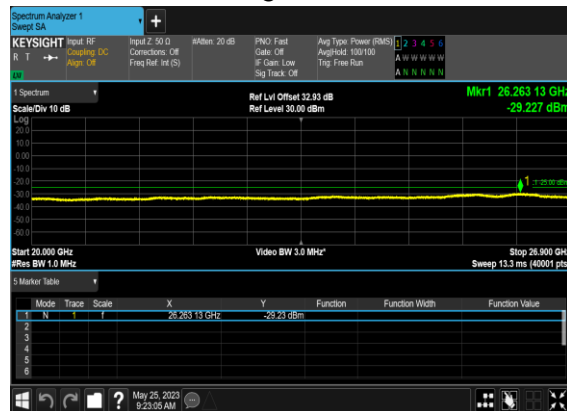 Spectrum Analyzer 1
Swept SA
KEYSIGHT
R T
Input: RF
Coupling: DC
Align: Off
Input Z: 50 Ω
Corrections: Off
Freq Ref: Int (S)
#Atten: 20 dB
PNO: Fast
Gate: Off
IF Gain: Low
Sig Track: Off
Avg Type: Power (RMS)
Avg|Hold: 100/100
Trig: Free Run
1 2 3 4 5 6
A W W W W W
A N N N N N
1 Spectrum
Scale/Div 10 dB
Ref Lvl Offset 32.93 dB
Ref Level 30.00 dBm
Mkr1 26.263 13 GHz
-29.227 dBm
Log
20.0
10.0
0.00
-10.0
-20.0
-30.0
-40.0
-50.0
-60.0
1
-25.00 dBm
Start 20.000 GHz
#Res BW 1.0 MHz
Video BW 3.0 MHz*
Stop 26.900 GHz
Sweep 13.3 ms (40001 pts)
5 Marker Table
Mode Trace Scale X Y Function Function Width Function Value
1 N 1 f 26.263 13 GHz -29.23 dBm
2
3
4
5
6
?
May 25, 2023
9:23:05 AM